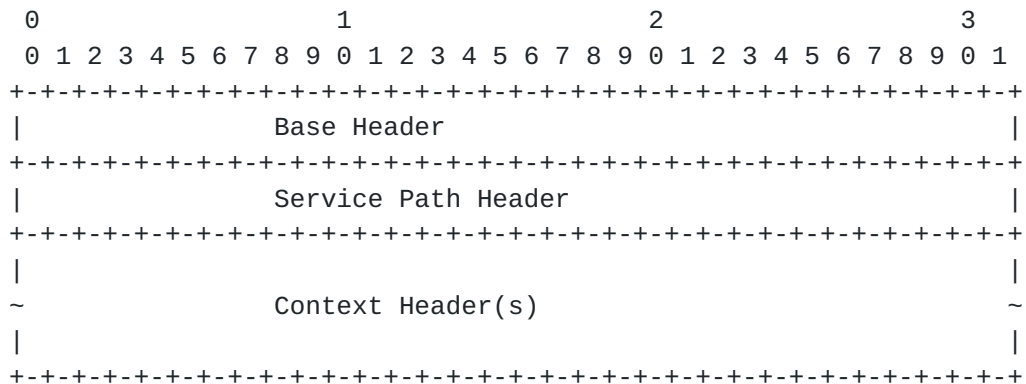 0                   1                   2                   3
 0 1 2 3 4 5 6 7 8 9 0 1 2 3 4 5 6 7 8 9 0 1 2 3 4 5 6 7 8 9 0 1
+-+-+-+-+-+-+-+-+-+-+-+-+-+-+-+-+-+-+-+-+-+-+-+-+-+-+-+-+-+-+-+-+
|                Base Header                                    |
+-+-+-+-+-+-+-+-+-+-+-+-+-+-+-+-+-+-+-+-+-+-+-+-+-+-+-+-+-+-+-+-+
|                Service Path Header                            |
+-+-+-+-+-+-+-+-+-+-+-+-+-+-+-+-+-+-+-+-+-+-+-+-+-+-+-+-+-+-+-+-+
|                                                               |
~                Context Header(s)                              ~
|                                                               |
+-+-+-+-+-+-+-+-+-+-+-+-+-+-+-+-+-+-+-+-+-+-+-+-+-+-+-+-+-+-+-+-+